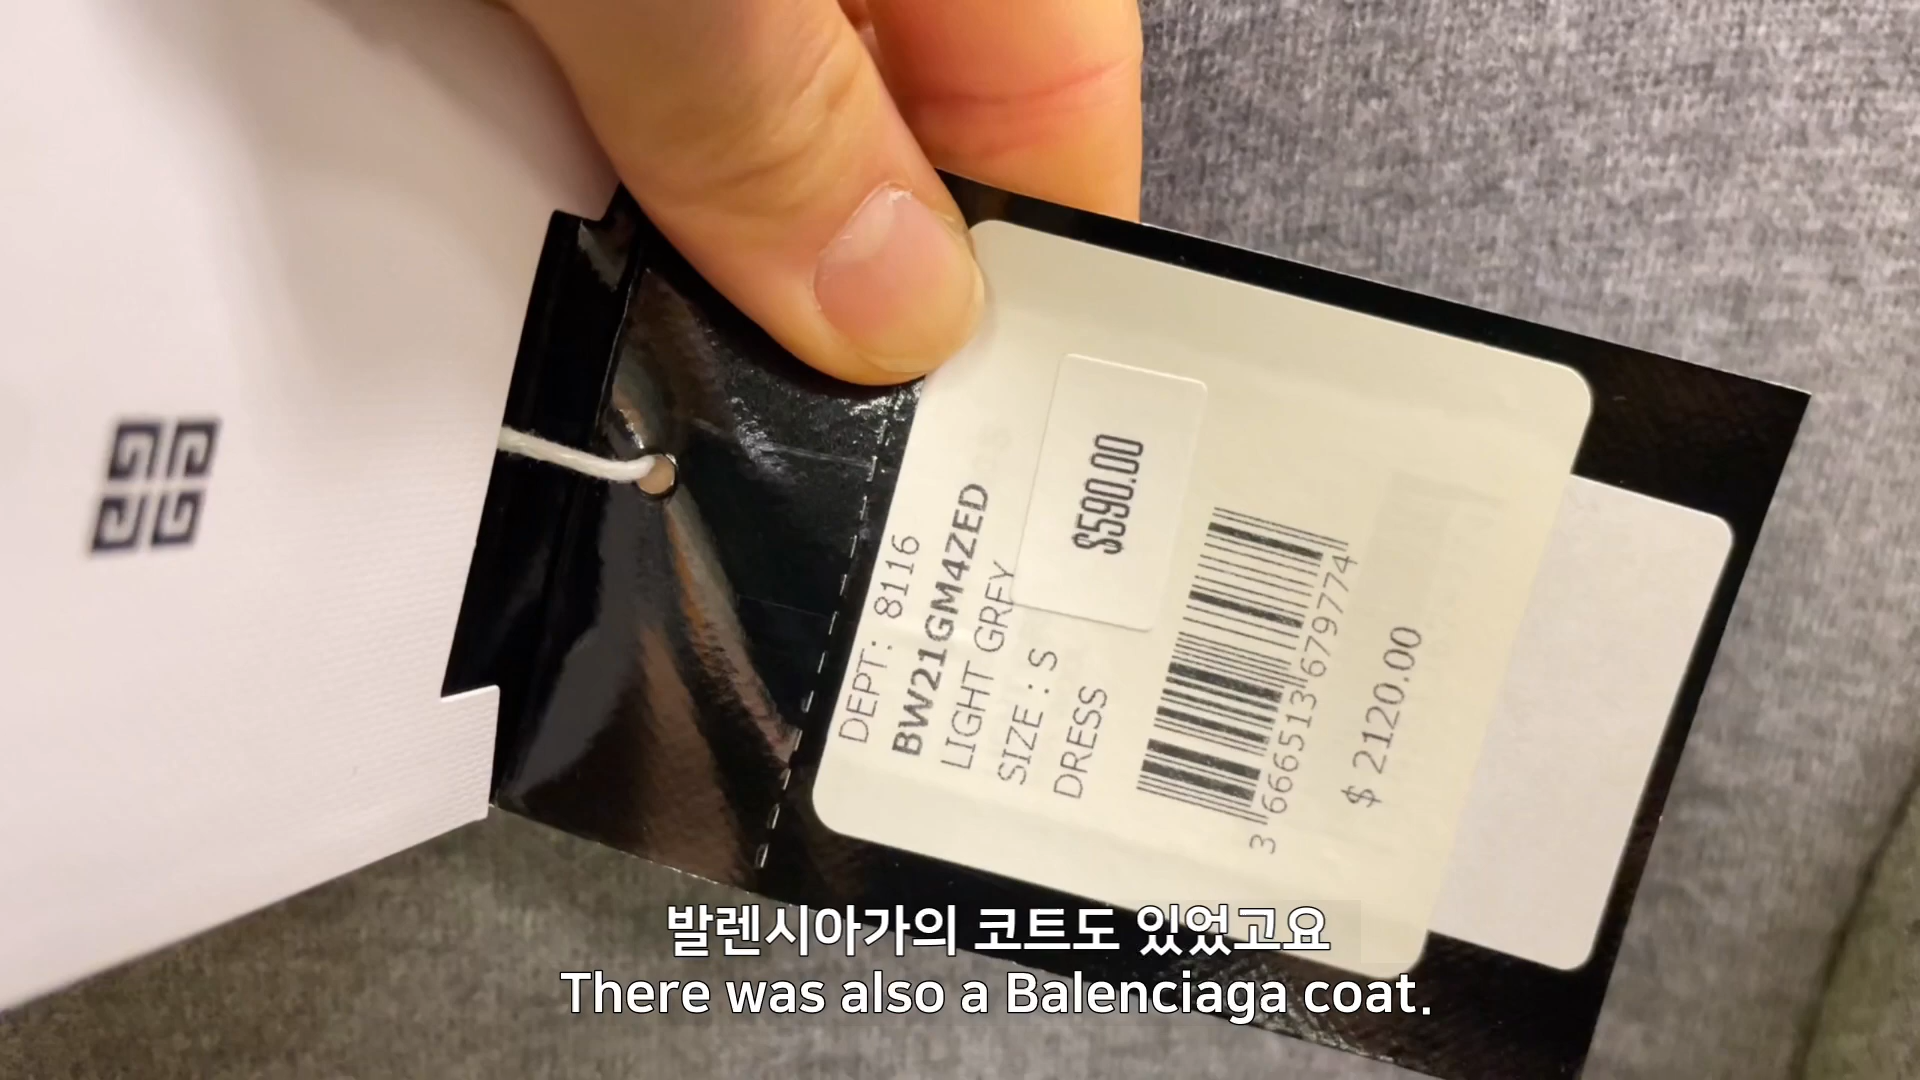 DEPT: 8116
BW21GM4ZED
LIGHT GREY
SIZE : S
DRESS
$590.00
3 666513 679774
$ 2120.00
발렌시아가의 코트도 있었고요
There was also a Balenciaga coat.